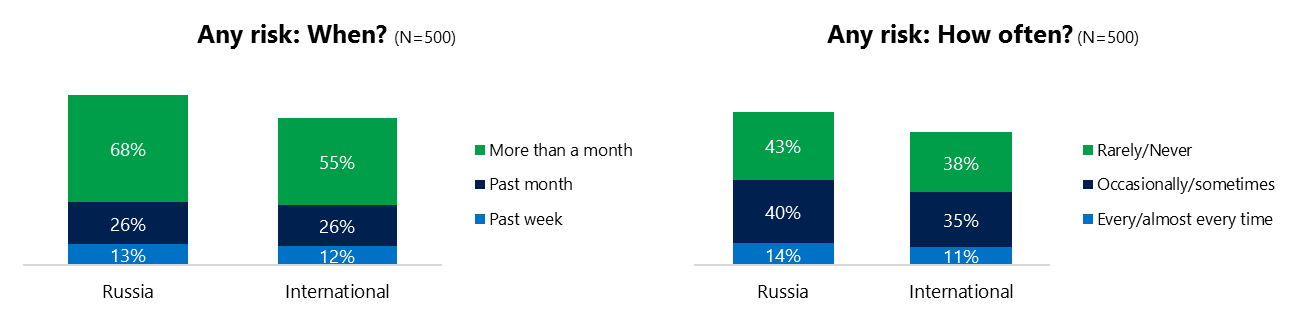 Any risk: When? (N=500)
68%
55%
26%
26%
13%
12%
Russia
International
More than a month
Past month
Past week
Any risk: How often? (N=500)
43%
38%
40%
35%
14%
11%
Russia
International
Rarely/Never
Occasionally/sometimes
Every/almost every time